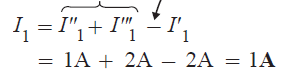 I₁ = I″₁ + I‴₁ − I′₁
= 1A + 2A − 2A = 1A